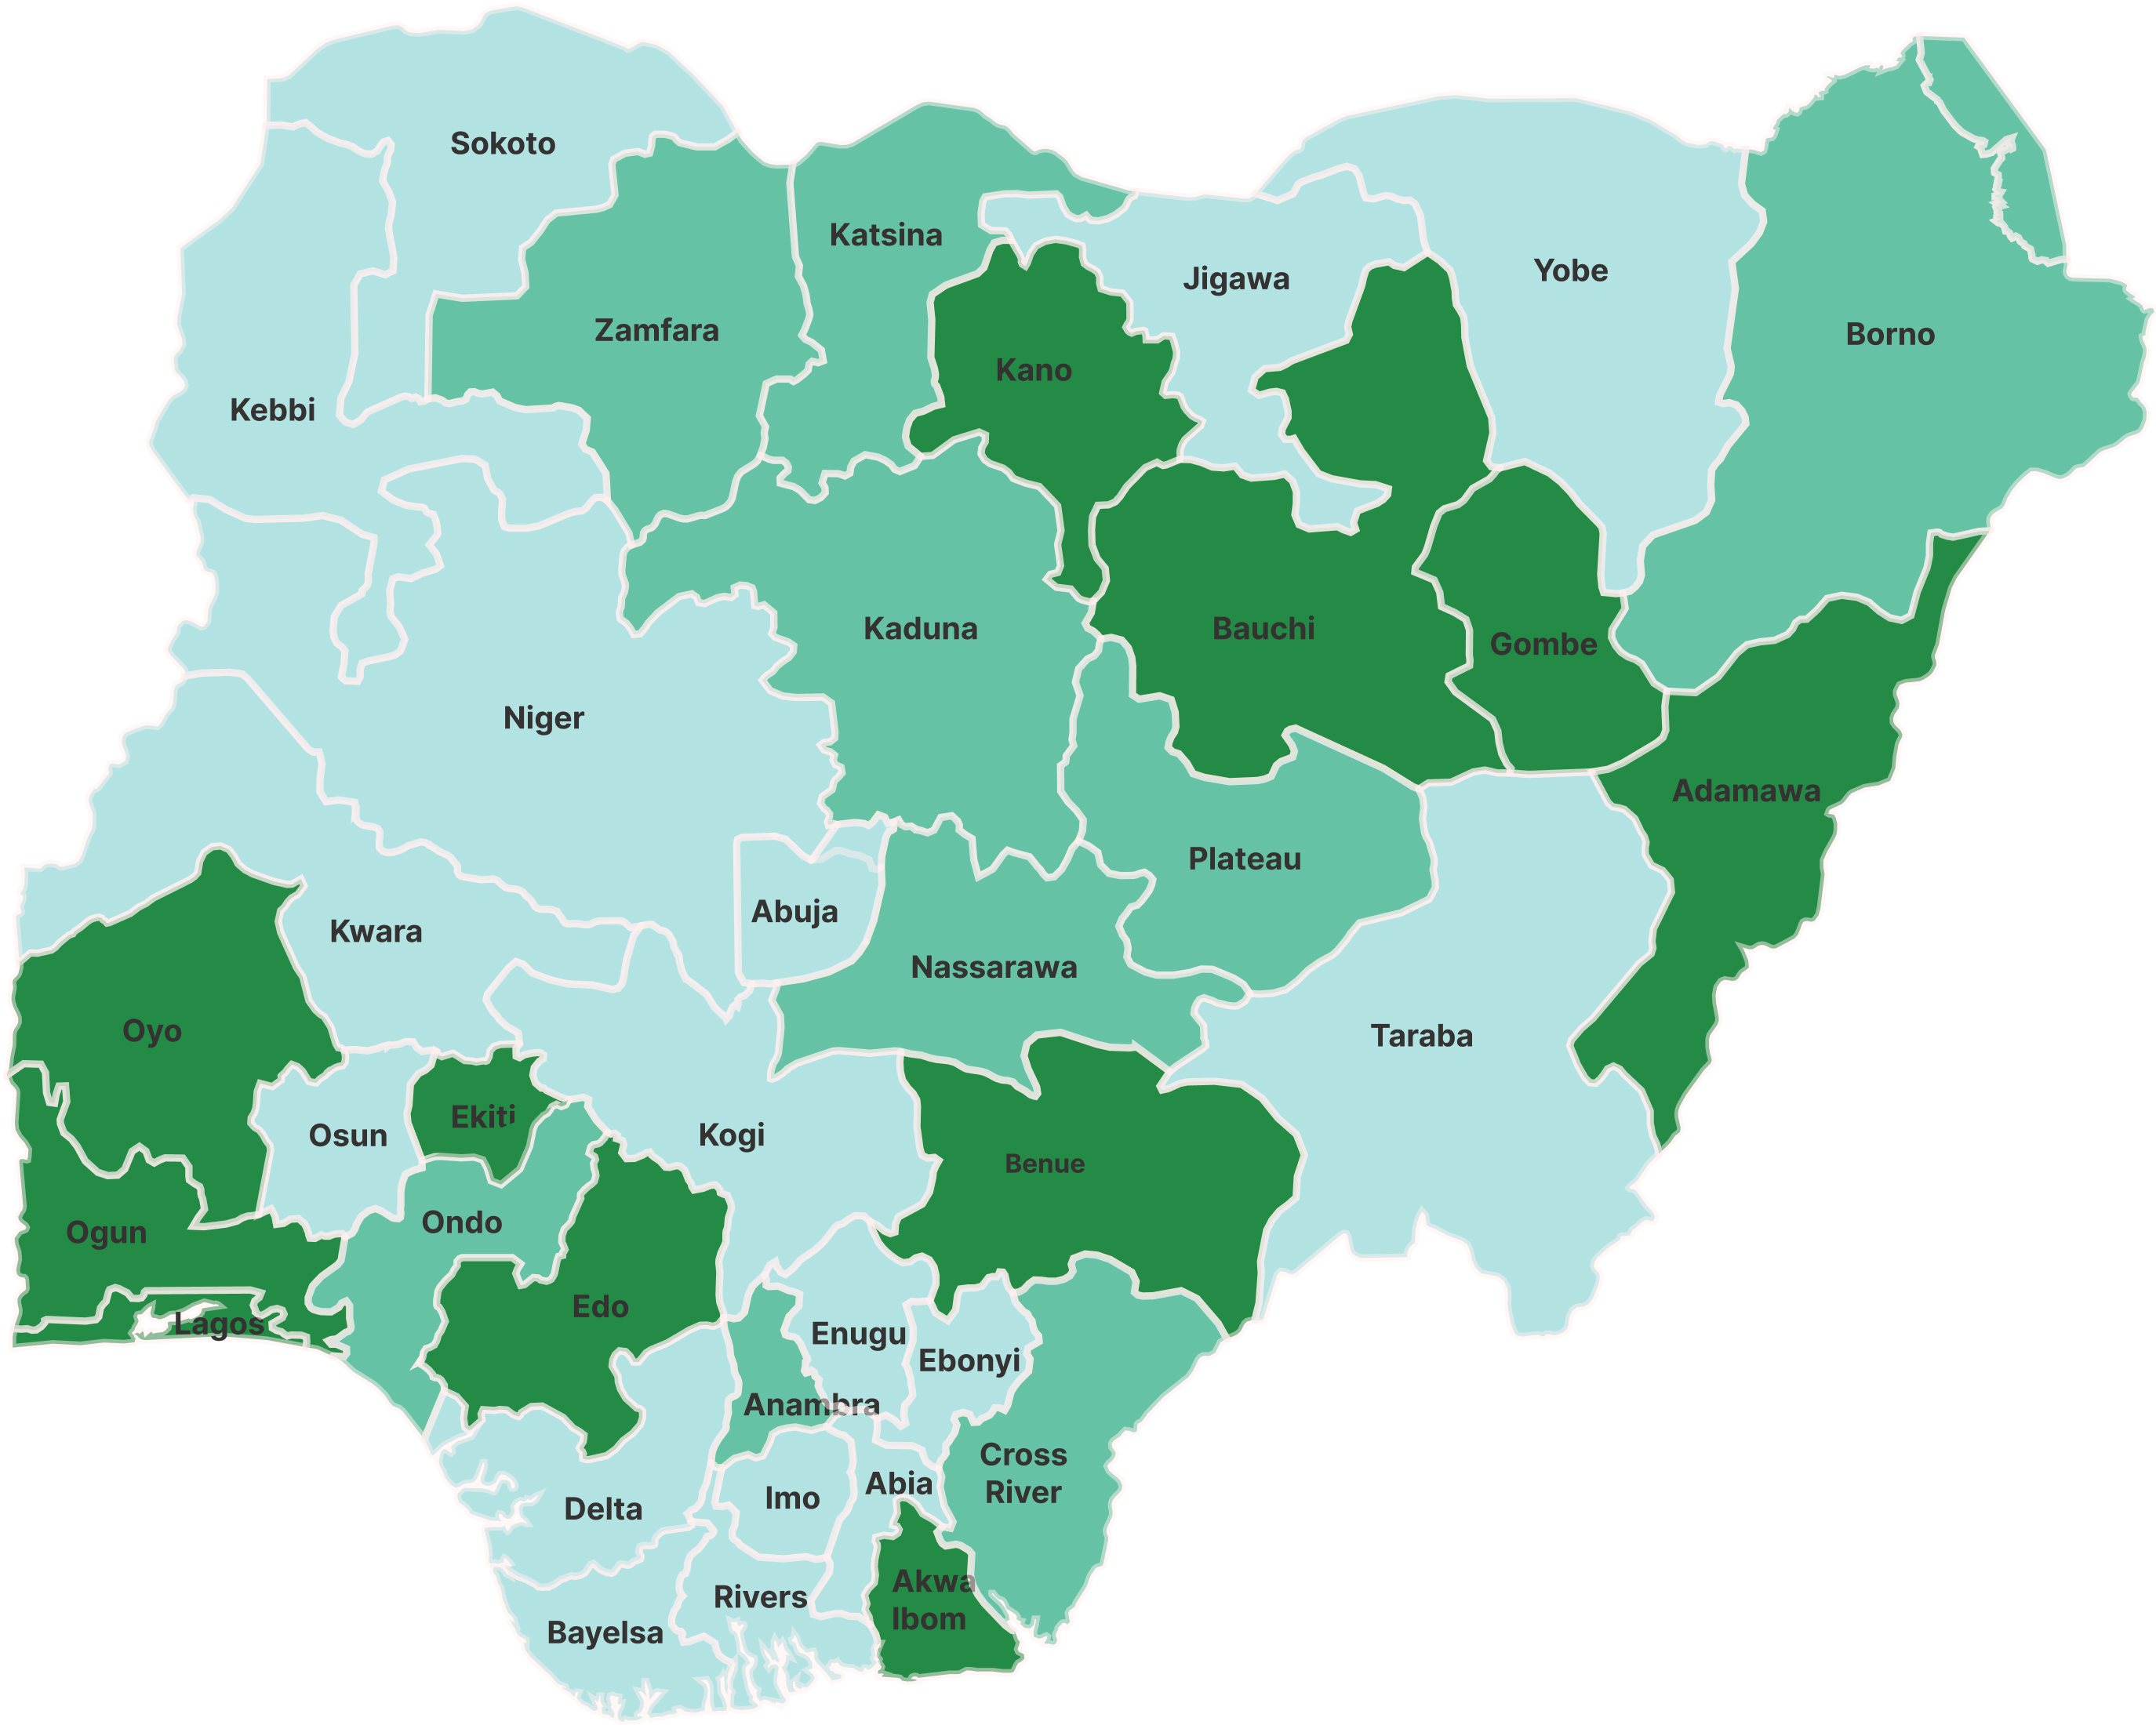 Sokoto
Katsina
Jigawa
Yobe
Zamfara
Borno
Kano
Kebbi
Kaduna
Bauchi
Gombe
Niger
Adamawa
Plateau
Abuja
Kwara
Nassarawa
Oyo
Taraba
Ekiti
Osun
Kogi
Benue
Ondo
Ogun
Edo
Lagos
Enugu
Ebonyi
Anambra
Cross
River
Abia
Imo
Delta
Akwa
Ibom
Rivers
Bayelsa